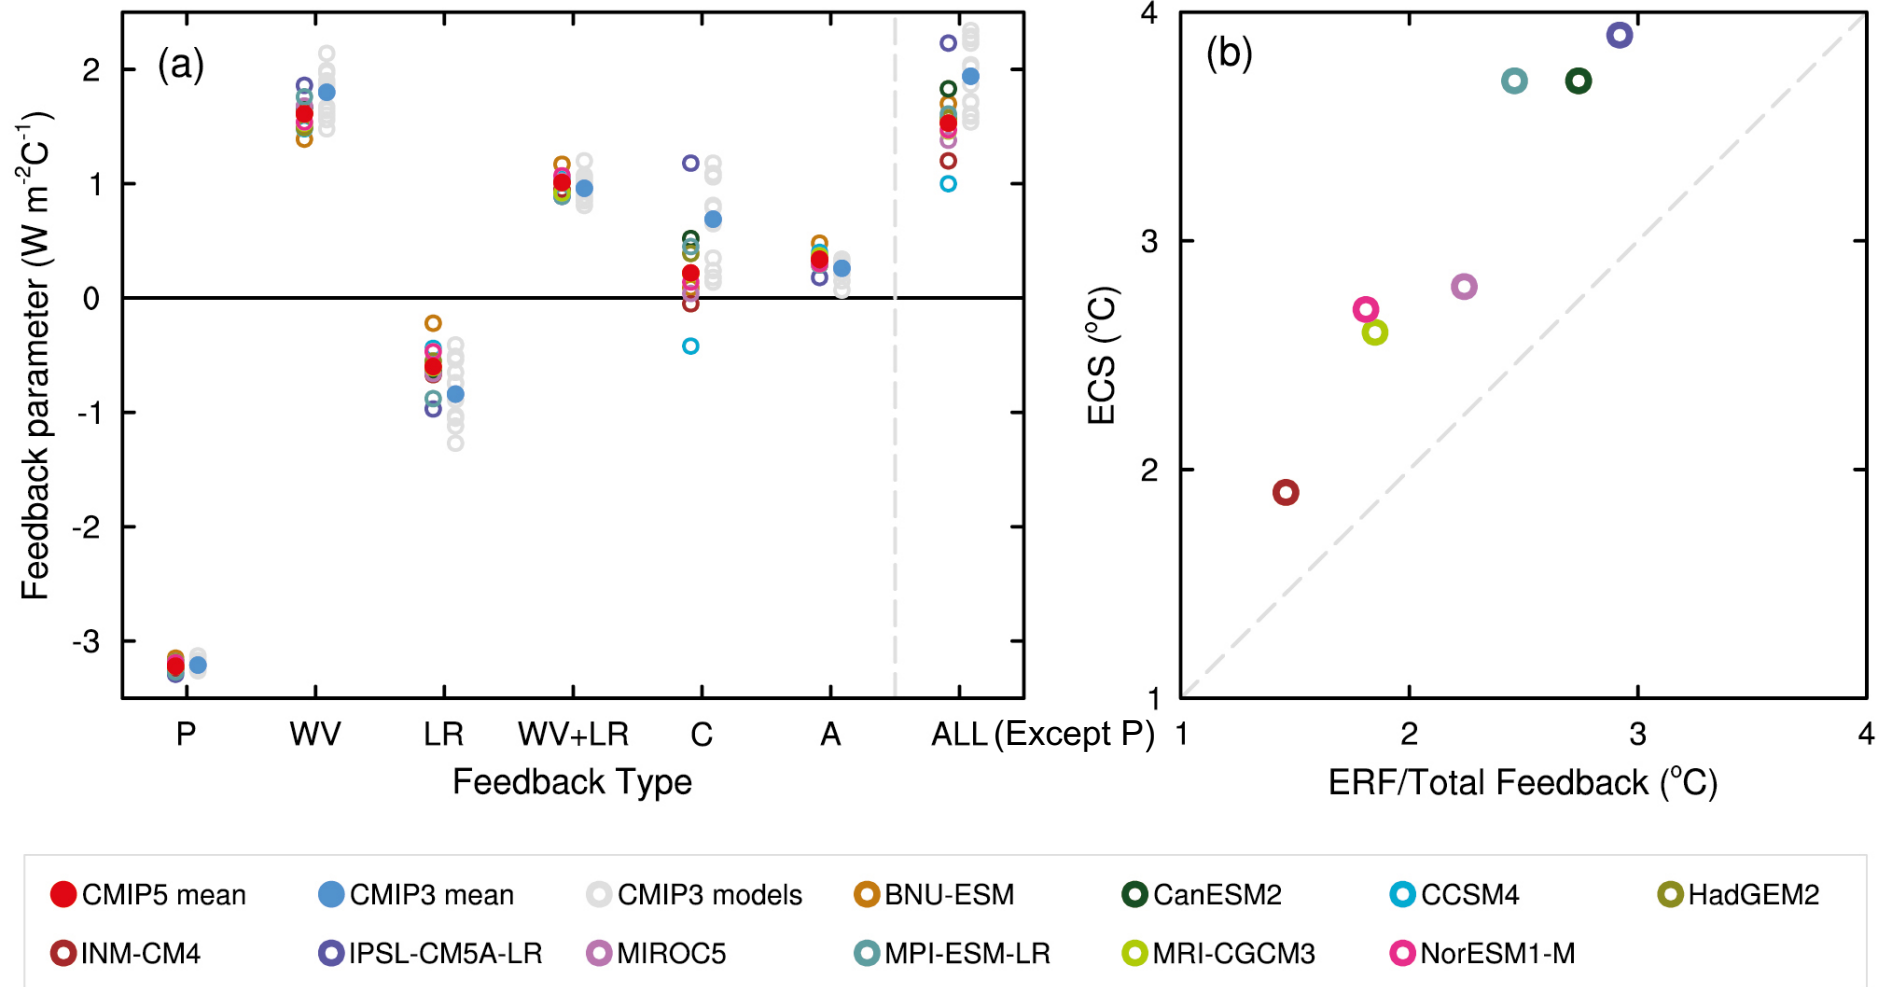 (a)
Feedback parameter (W m-2C-1)
2
1
0
-1
-2
-3
P WV LR WV+LR C A ALL (Except P)
Feedback Type
(b)
ECS (oC)
4
3
2
1
1 2 3 4
ERF/Total Feedback (oC)
CMIP5 mean CMIP3 mean CMIP3 models BNU-ESM CanESM2 CCSM4 HadGEM2
INM-CM4 IPSL-CM5A-LR MIROC5 MPI-ESM-LR MRI-CGCM3 NorESM1-M